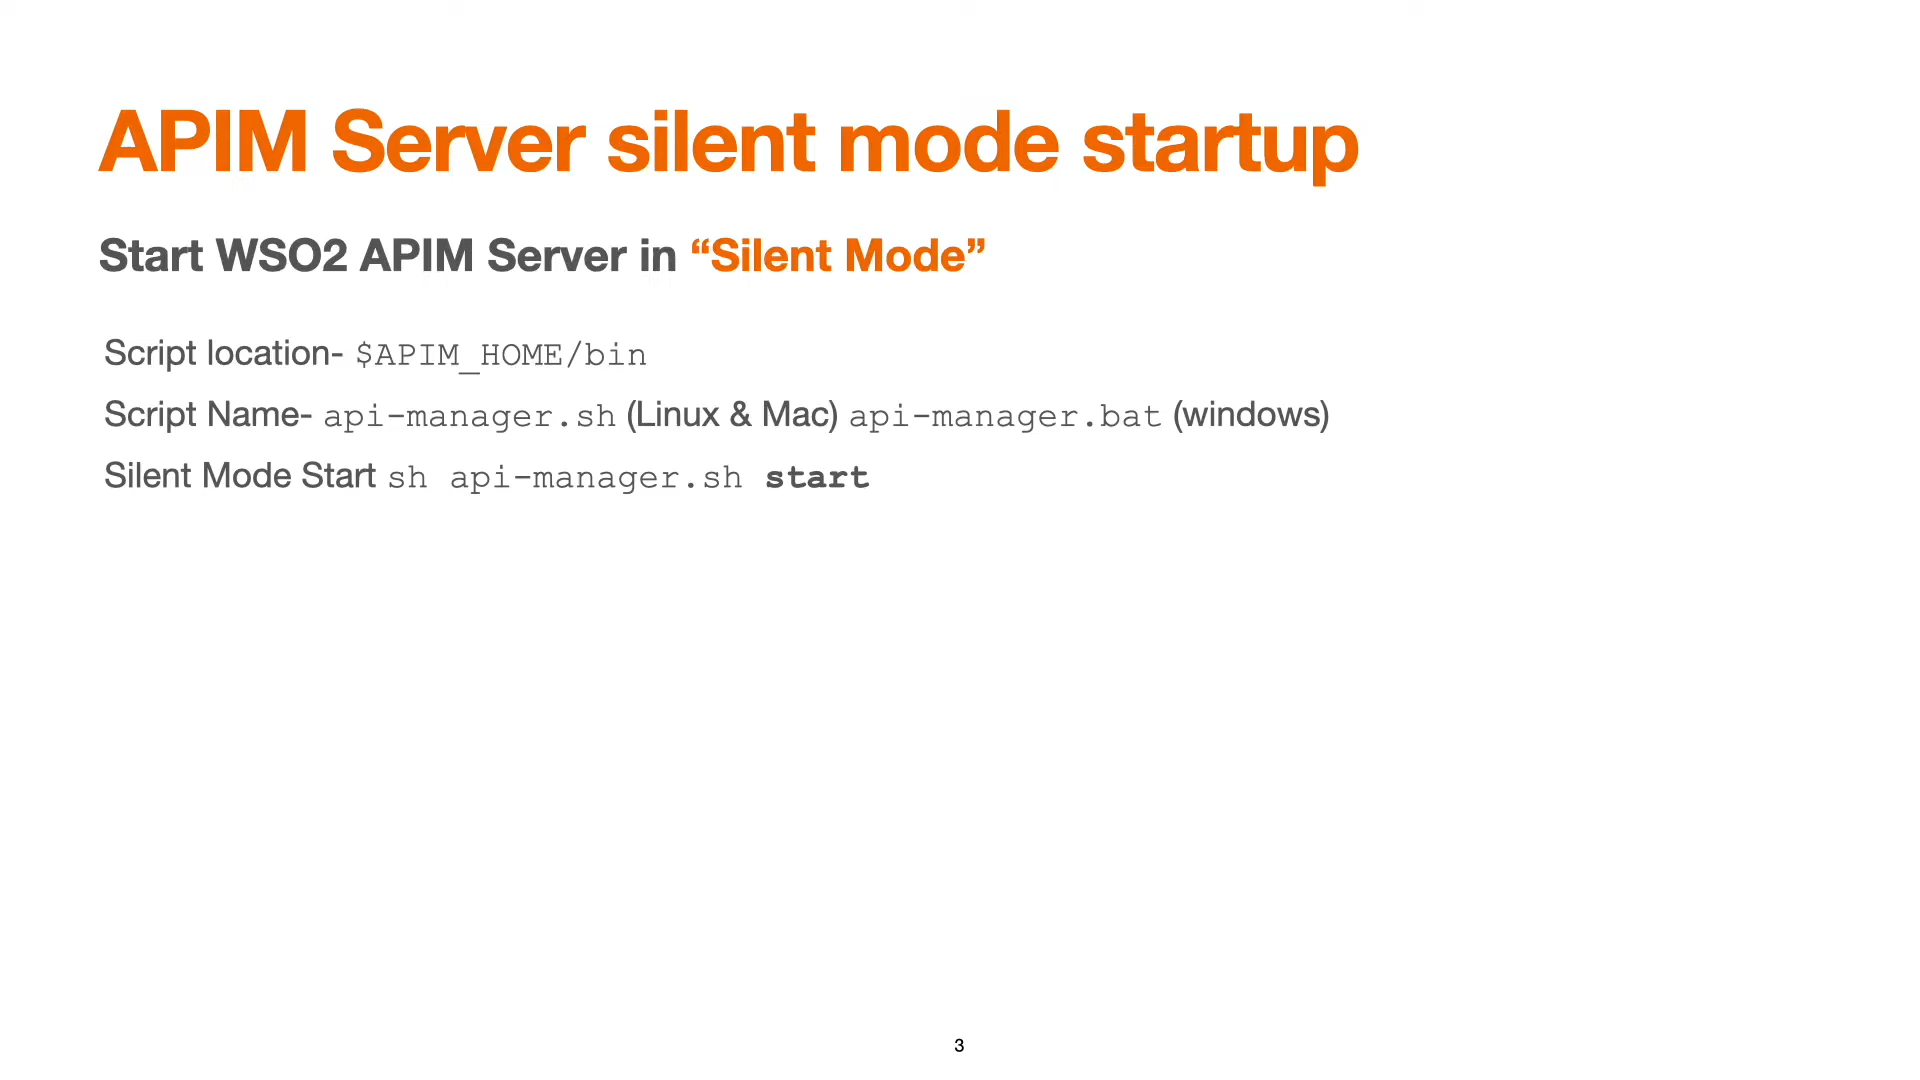 APIM Server silent mode startup
Start WSO2 APIM Server in “Silent Mode”
Script location- $APIM_HOME/bin
Script Name- api-manager.sh (Linux & Mac) api-manager.bat (windows)
Silent Mode Start sh api-manager.sh start
3